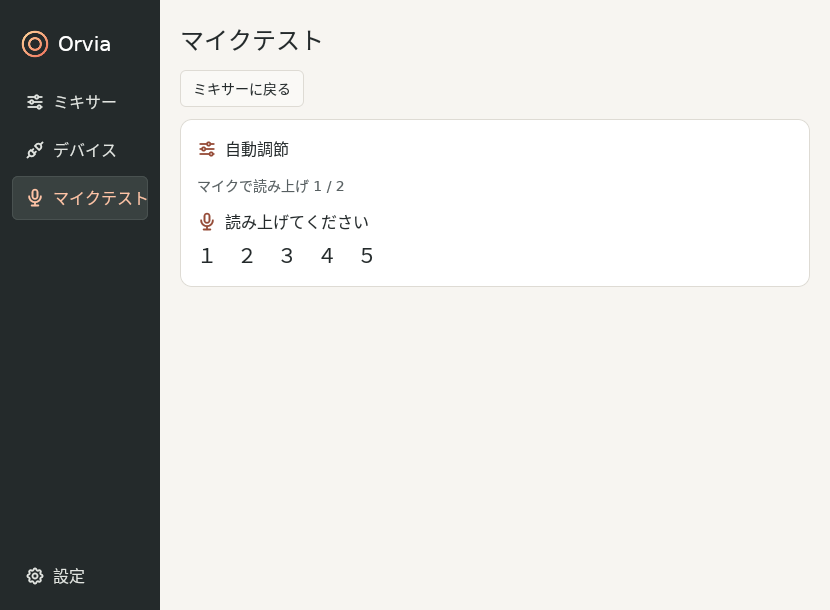 Orvia
ミキサー
デバイス
マイクテスト
設定
マイクテスト
ミキサーに戻る
自動調節
マイクで読み上げ 1 / 2
読み上げてください
１　２　３　４　５